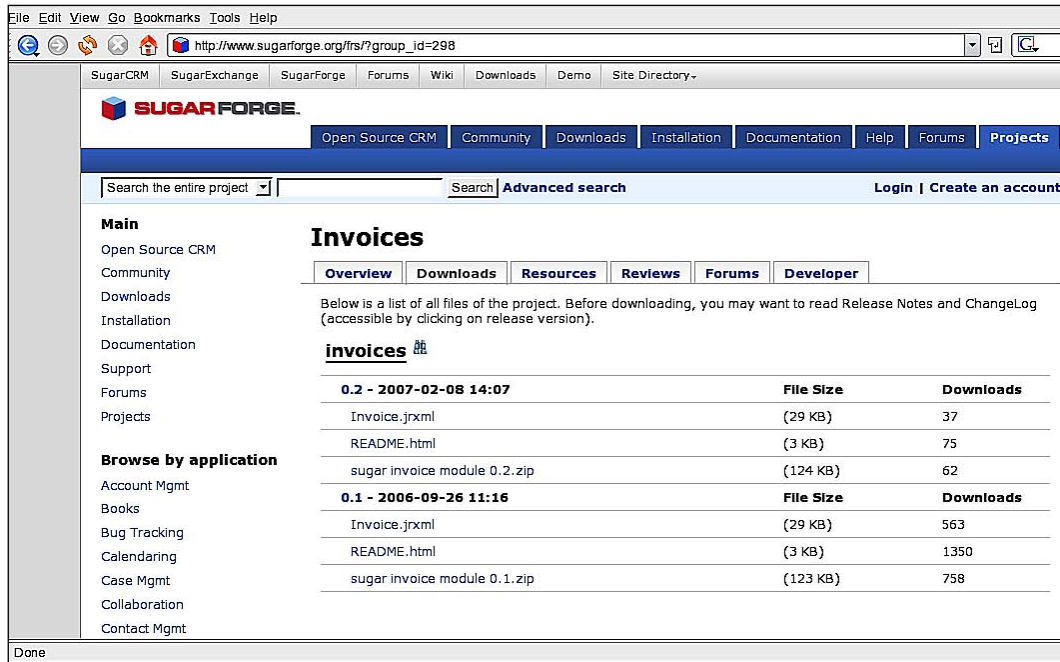 File Edit View Go Bookmarks Tools Help
http://www.sugarforge.org/frs/?group_id=298
G
SugarCRM SugarExchange SugarForge Forums Wiki Downloads Demo Site Directory
SUGARFORGE.
Open Source CRM Community Downloads Installation Documentation Help Forums Projects
Search the entire project Search Advanced search Login | Create an account
Main
Open Source CRM
Community
Downloads
Installation
Documentation
Support
Forums
Projects
Browse by application
Account Mgmt
Books
Bug Tracking
Calendaring
Case Mgmt
Collaboration
Contact Mgmt
Invoices
Overview Downloads Resources Reviews Forums Developer
Below is a list of all files of the project. Before downloading, you may want to read Release Notes and ChangeLog
(accessible by clicking on release version).
invoices
0.2 - 2007-02-08 14:07 File Size Downloads
Invoice.jrxml (29 KB) 37
README.html (3 KB) 75
sugar invoice module 0.2.zip (124 KB) 62
0.1 - 2006-09-26 11:16 File Size Downloads
Invoice.jrxml (29 KB) 563
README.html (3 KB) 1350
sugar invoice module 0.1.zip (123 KB) 758
Done